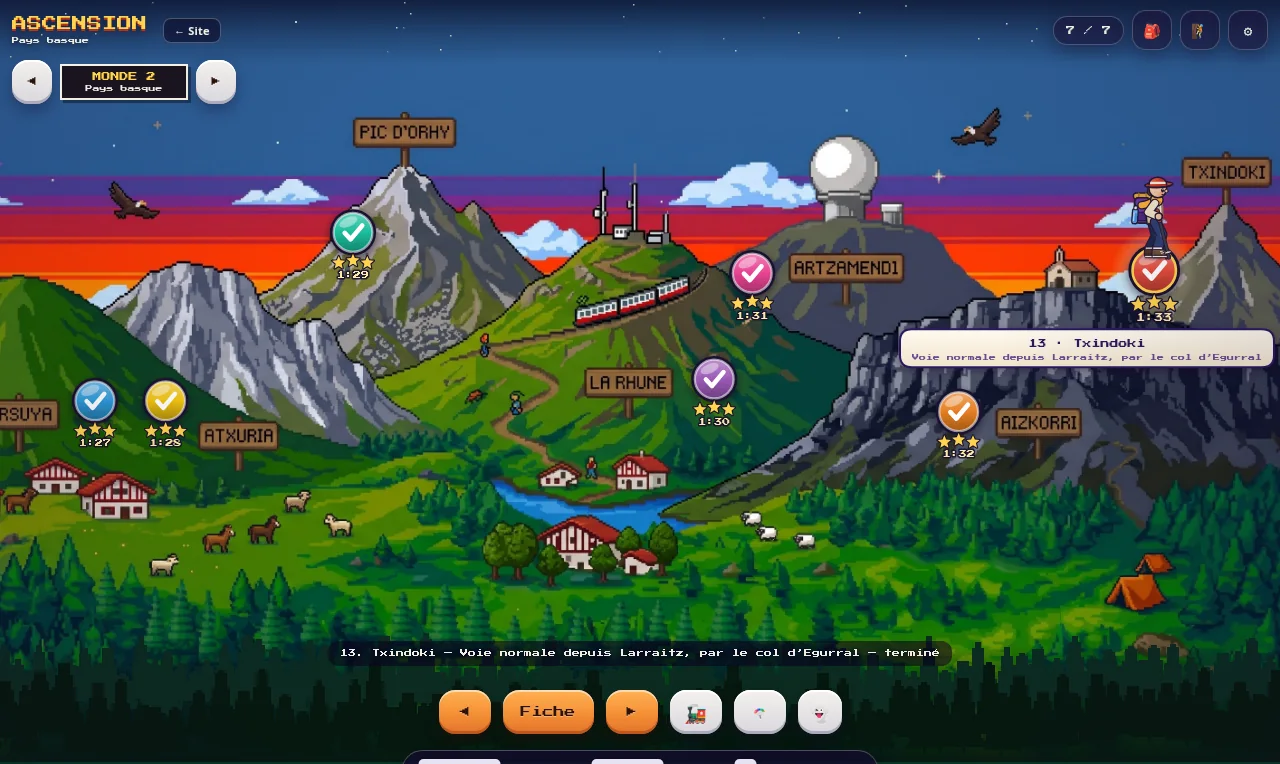 ASCENSION
Pays basque
← Site
7 / 7
MONDE 2
Pays basque
PIC D'ORHY
TXINDOKI
1:29
ARTZAMENDI
1:31
1:33
13 · Txindoki
Voie normale depuis Larraitz, par le col d'Egurral
LA RHUNE
1:30
RSUYA
1:27
1:28
ATXURIA
AIZKORRI
1:32
13. Txindoki — Voie normale depuis Larraitz, par le col d'Egurral — terminé
Fiche